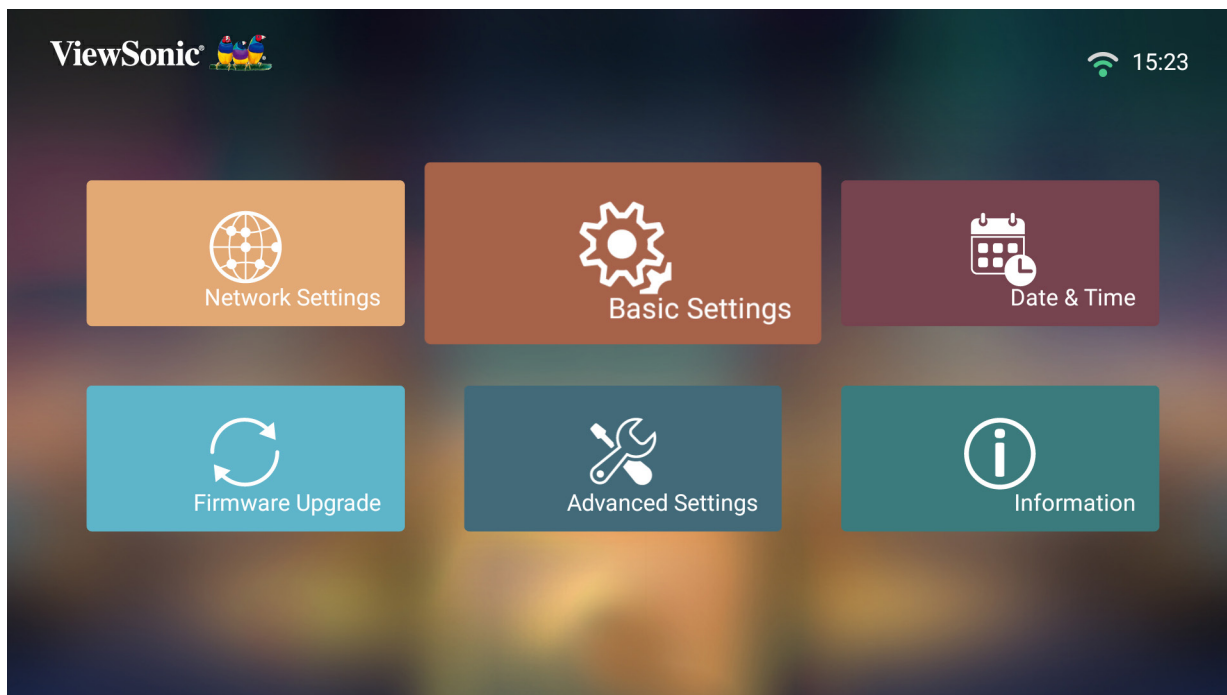 ViewSonic®
15:23
Network Settings
Basic Settings
Date & Time
Firmware Upgrade
Advanced Settings
Information